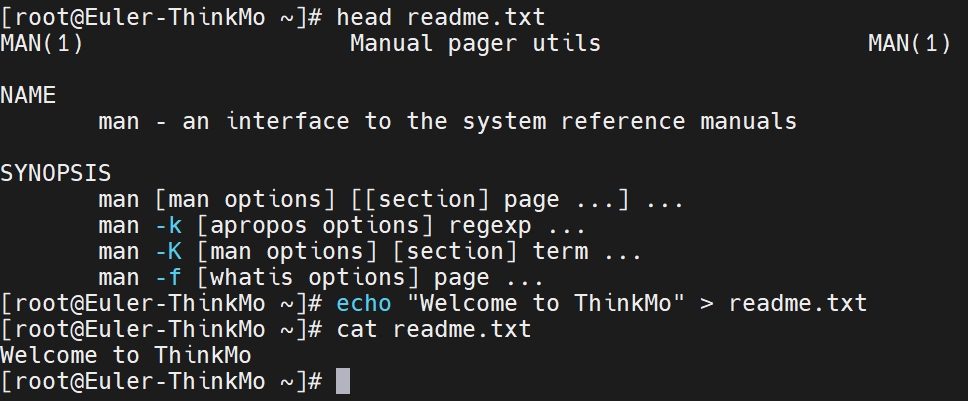 [root@Euler-ThinkMo ~]# head readme.txt
MAN(1)                             Manual pager utils                             MAN(1)
NAME
       man - an interface to the system reference manuals
SYNOPSIS
       man [man options] [[section] page ...] ...
       man -k [apropos options] regexp ...
       man -K [man options] [section] term ...
       man -f [whatis options] page ...
[root@Euler-ThinkMo ~]# echo "Welcome to ThinkMo" > readme.txt
[root@Euler-ThinkMo ~]# cat readme.txt
Welcome to ThinkMo
[root@Euler-ThinkMo ~]#